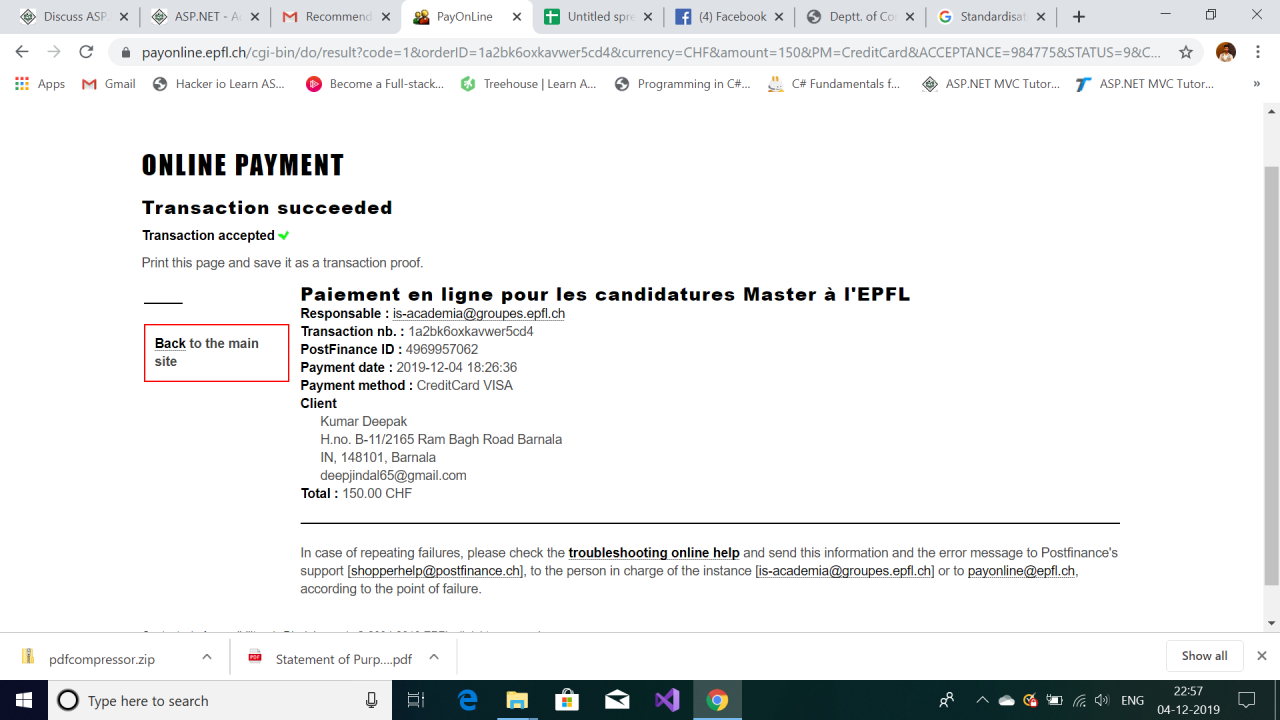 Discuss ASP.
ASP.NET - A
Recommend
PayOnLine
Untitled spre
(4) Facebook
Deptt. of Co
Standardisat
payonline.epfl.ch/cgi-bin/do/result?code=1&orderID=1a2bk6oxkavwer5cd4&currency=CHF&amount=150&PM=CreditCard&ACCEPTANCE=984775&STATUS=9&C...
Apps
Gmail
Hacker io Learn AS...
Become a Full-stack...
Treehouse | Learn A...
Programming in C#...
C# Fundamentals f...
ASP.NET MVC Tutor...
ASP.NET MVC Tutor...
»
ONLINE PAYMENT
Transaction succeeded
Transaction accepted
Print this page and save it as a transaction proof.
Back to the main
site
Paiement en ligne pour les candidatures Master à l'EPFL
Responsable : is-academia@groupes.epfl.ch
Transaction nb. : 1a2bk6oxkavwer5cd4
PostFinance ID : 4969957062
Payment date : 2019-12-04 18:26:36
Payment method : CreditCard VISA
Client
Kumar Deepak
H.no. B-11/2165 Ram Bagh Road Barnala
IN, 148101, Barnala
deepjindal65@gmail.com
Total : 150.00 CHF
In case of repeating failures, please check the troubleshooting online help and send this information and the error message to Postfinance's
support [shopperhelp@postfinance.ch], to the person in charge of the instance [is-academia@groupes.epfl.ch] or to payonline@epfl.ch,
according to the point of failure.
pdfcompressor.zip
PDF
Statement of Purp....pdf
Show all
Type here to search
ENG
22:57
04-12-2019